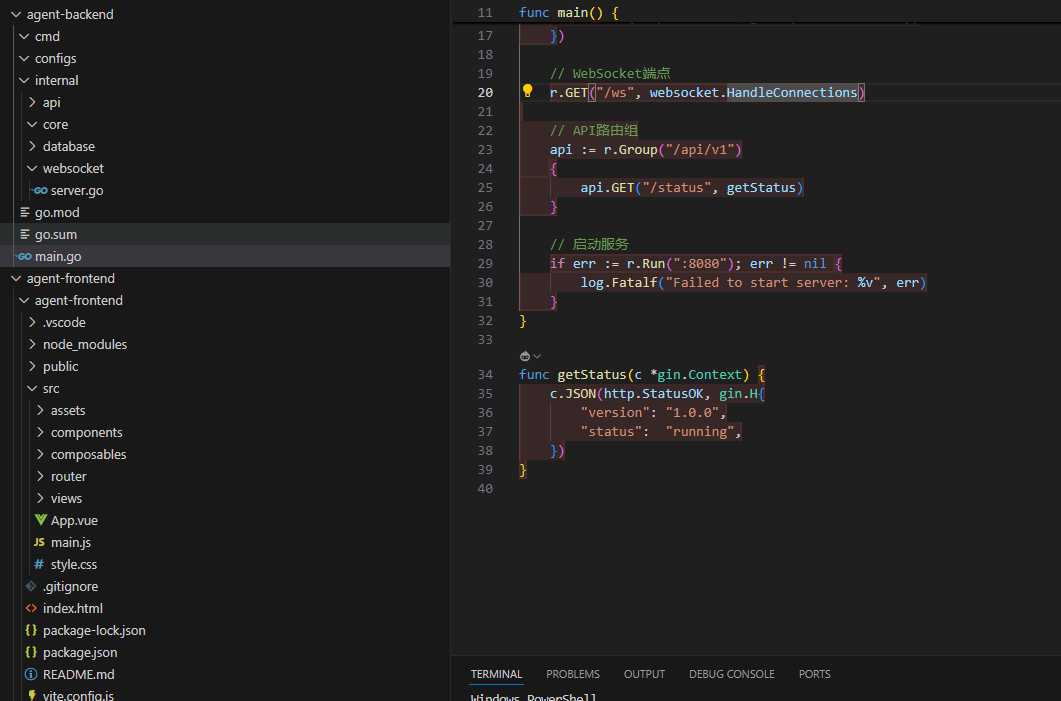 agent-backend
cmd
configs
internal
api
core
database
websocket
server.go
go.mod
go.sum
main.go
agent-frontend
agent-frontend
.vscode
node_modules
public
src
assets
components
composables
router
views
App.vue
JS main.js
# style.css
.gitignore
<> index.html
{} package-lock.json
{} package.json
README.md
vite.config.js
11 func main() {
17 })
18
19 // WebSocket端点
20 r.GET("/ws", websocket.HandleConnections)
21
22 // API路由组
23 api := r.Group("/api/v1")
24 {
25 api.GET("/status", getStatus)
26 }
27
28 // 启动服务
29 if err := r.Run(":8080"); err != nil {
30 log.Fatalf("Failed to start server: %v", err)
31 }
32 }
33
34 func getStatus(c *gin.Context) {
35 c.JSON(http.StatusOK, gin.H{
36 "version": "1.0.0",
37 "status": "running",
38 })
39 }
40
TERMINAL PROBLEMS OUTPUT DEBUG CONSOLE PORTS
Windows PowerShell